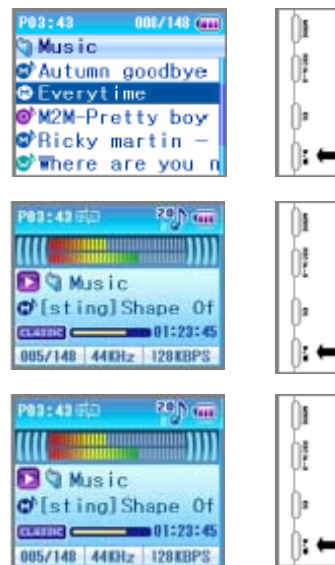 P03:43 008/148
Music
Autumn goodbye
Everytime
M2M-Pretty boy
Ricky martin -
Where are you n
P03:43 20
Music
[sting]Shape Of
CLASSIC 01:23:45
005/148 44KHz 128KBPS
P03:43 20
Music
[sting]Shape Of
CLASSIC 01:23:45
005/148 44KHz 128KBPS